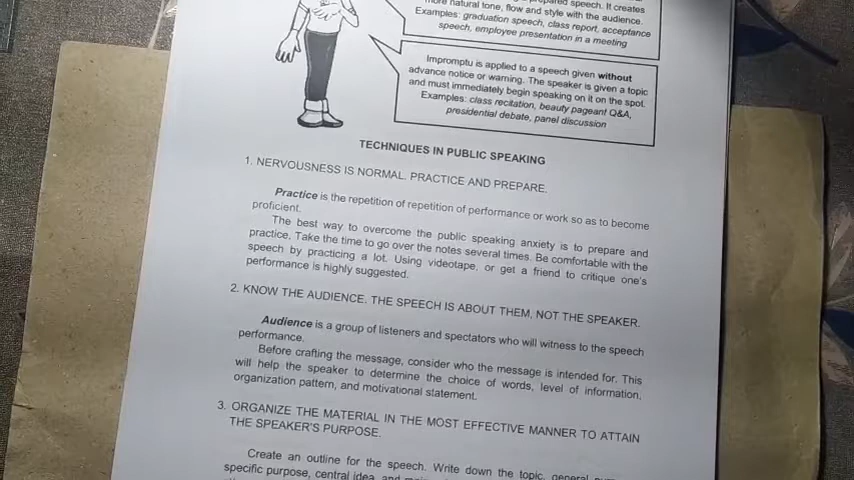 prepared speech. It creates
more natural tone, flow and style with the audience.
Examples: graduation speech, class report, acceptance
speech, employee presentation in a meeting
Impromptu is applied to a speech given without
advance notice or warning. The speaker is given a topic
and must immediately begin speaking on it on the spot.
Examples: class recitation, beauty pageant Q&A,
presidential debate, panel discussion
TECHNIQUES IN PUBLIC SPEAKING
1. NERVOUSNESS IS NORMAL. PRACTICE AND PREPARE.
Practice is the repetition of repetition of performance or work so as to become
proficient.
The best way to overcome the public speaking anxiety is to prepare and
practice. Take the time to go over the notes several times. Be comfortable with the
speech by practicing a lot. Using videotape, or get a friend to critique one's
performance is highly suggested.
2. KNOW THE AUDIENCE. THE SPEECH IS ABOUT THEM, NOT THE SPEAKER.
Audience is a group of listeners and spectators who will witness to the speech
performance.
Before crafting the message, consider who the message is intended for. This
will help the speaker to determine the choice of words, level of information,
organization pattern, and motivational statement.
3. ORGANIZE THE MATERIAL IN THE MOST EFFECTIVE MANNER TO ATTAIN
THE SPEAKER'S PURPOSE.
Create an outline for the speech. Write down the topic, general
specific purpose, central idea, and